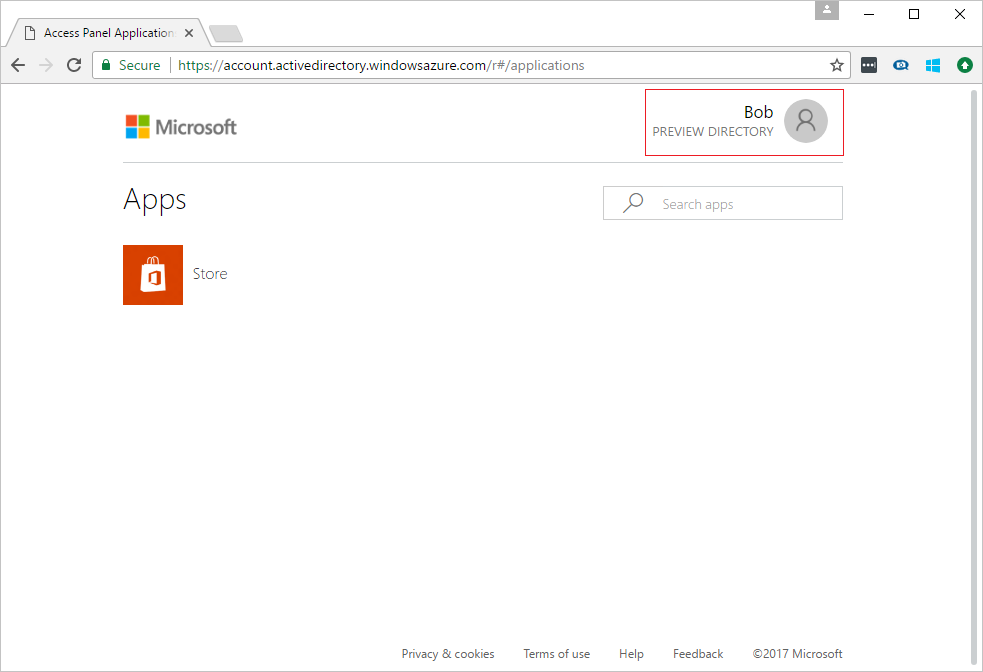 Access Panel Application
Secure
https://account.activedirectory.windowsazure.com/r#/applications
Microsoft
Bob
PREVIEW DIRECTORY
Apps
Search apps
Store
Privacy & cookies
Terms of use
Help
Feedback
©2017 Microsoft